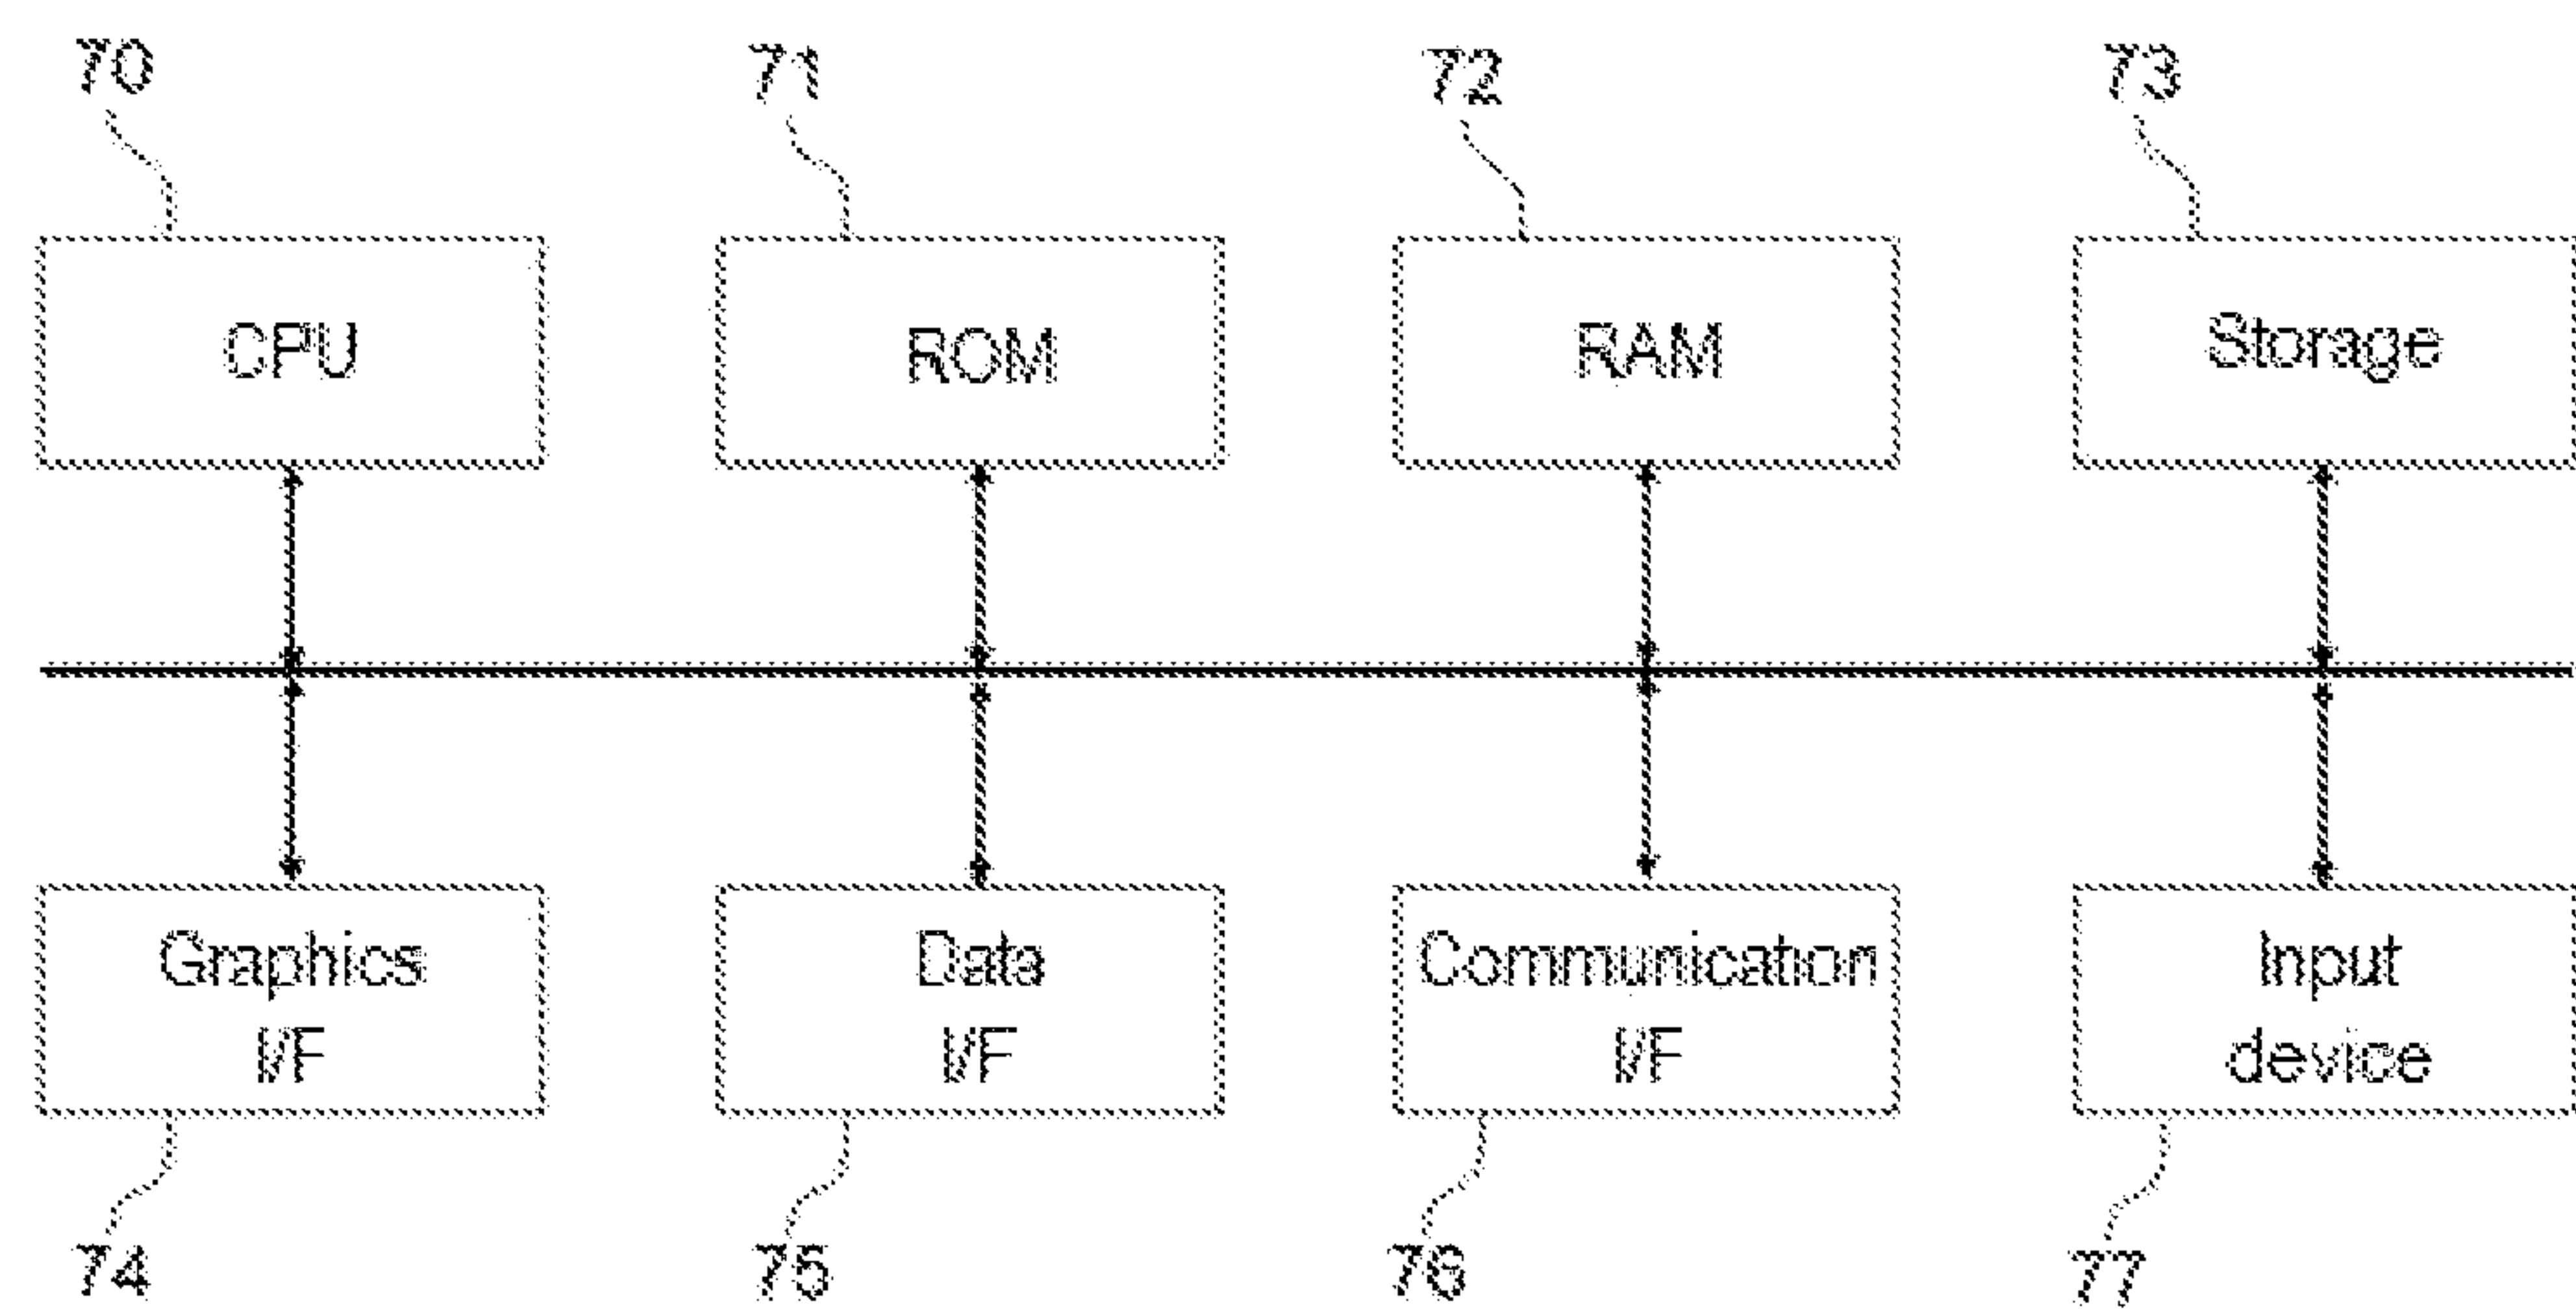 70 71 72 73
CPU ROM RAM Storage
Graphics Data Communication Input
I/F I/F I/F device
74 75 76 77